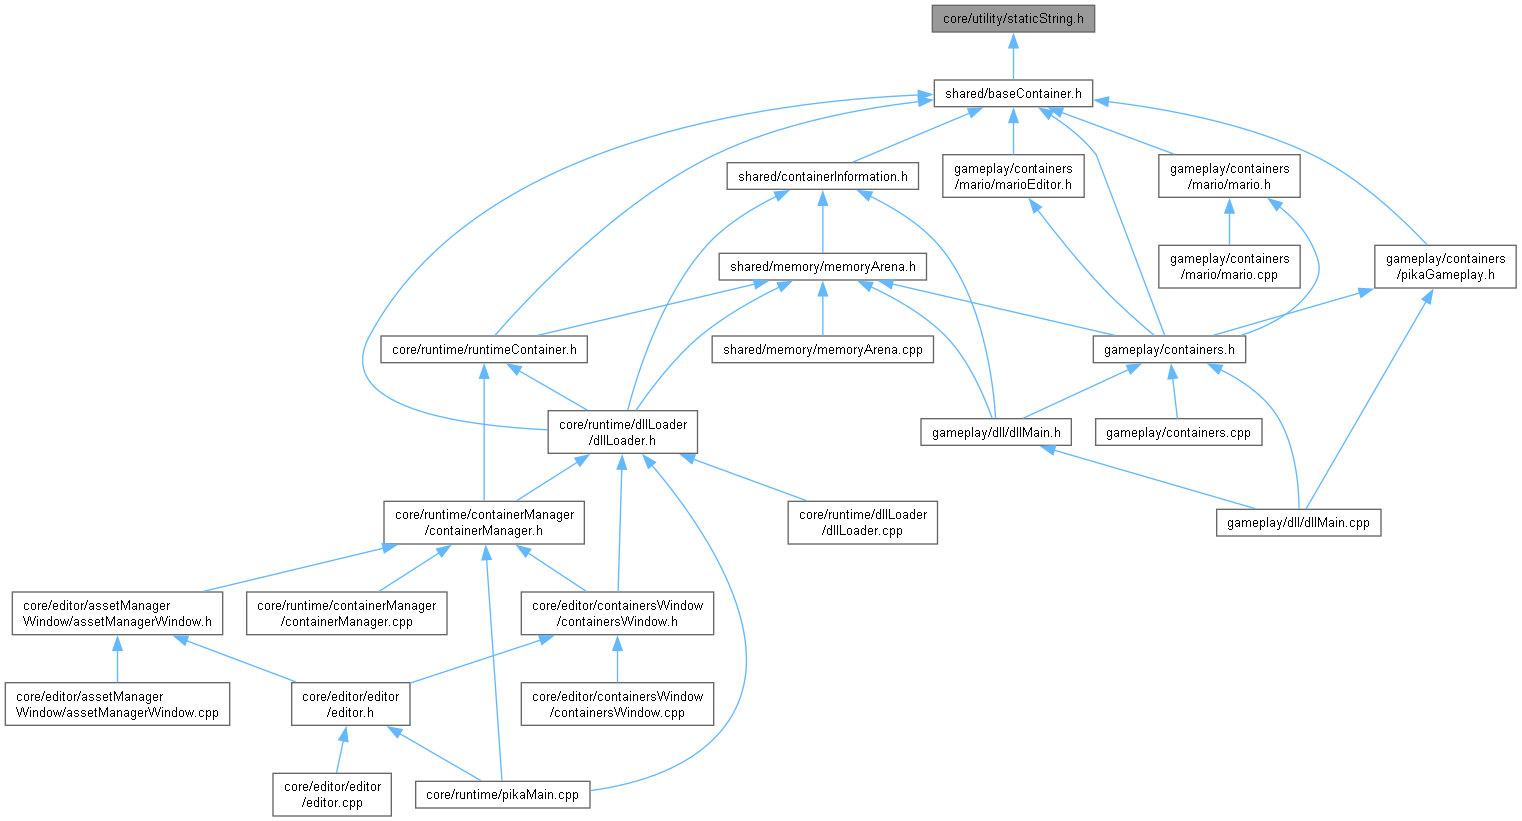 core/utility/staticString.h
shared/baseContainer.h
shared/containerInformation.h
gameplay/containers
/mario/marioEditor.h
gameplay/containers
/mario/mario.h
shared/memory/memoryArena.h
gameplay/containers
/mario/mario.cpp
gameplay/containers
/pikaGameplay.h
core/runtime/runtimeContainer.h
shared/memory/memoryArena.cpp
gameplay/containers.h
core/runtime/dllLoader
/dllLoader.h
gameplay/dll/dllMain.h
gameplay/containers.cpp
core/runtime/containerManager
/containerManager.h
core/runtime/dllLoader
/dllLoader.cpp
gameplay/dll/dllMain.cpp
core/editor/assetManager
Window/assetManagerWindow.h
core/runtime/containerManager
/containerManager.cpp
core/editor/containersWindow
/containersWindow.h
core/editor/assetManager
Window/assetManagerWindow.cpp
core/editor/editor
/editor.h
core/editor/containersWindow
/containersWindow.cpp
core/editor/editor
/editor.cpp
core/runtime/pikaMain.cpp